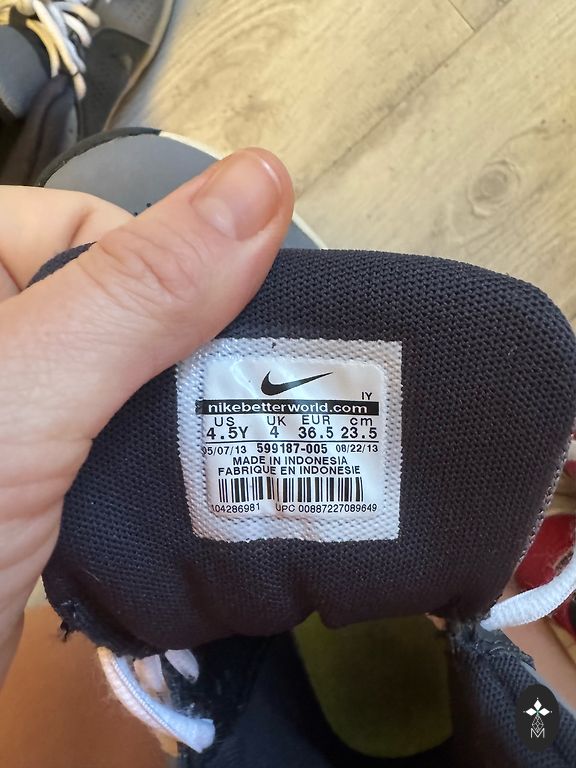 IY
nikebetterworld.com
US UK EUR cm
4.5Y 4 36.5 23.5
05/07/13 599187-005 08/22/13
MADE IN INDONESIA
FABRIQUE EN INDONESIE
104286981 UPC 00887227089649
M